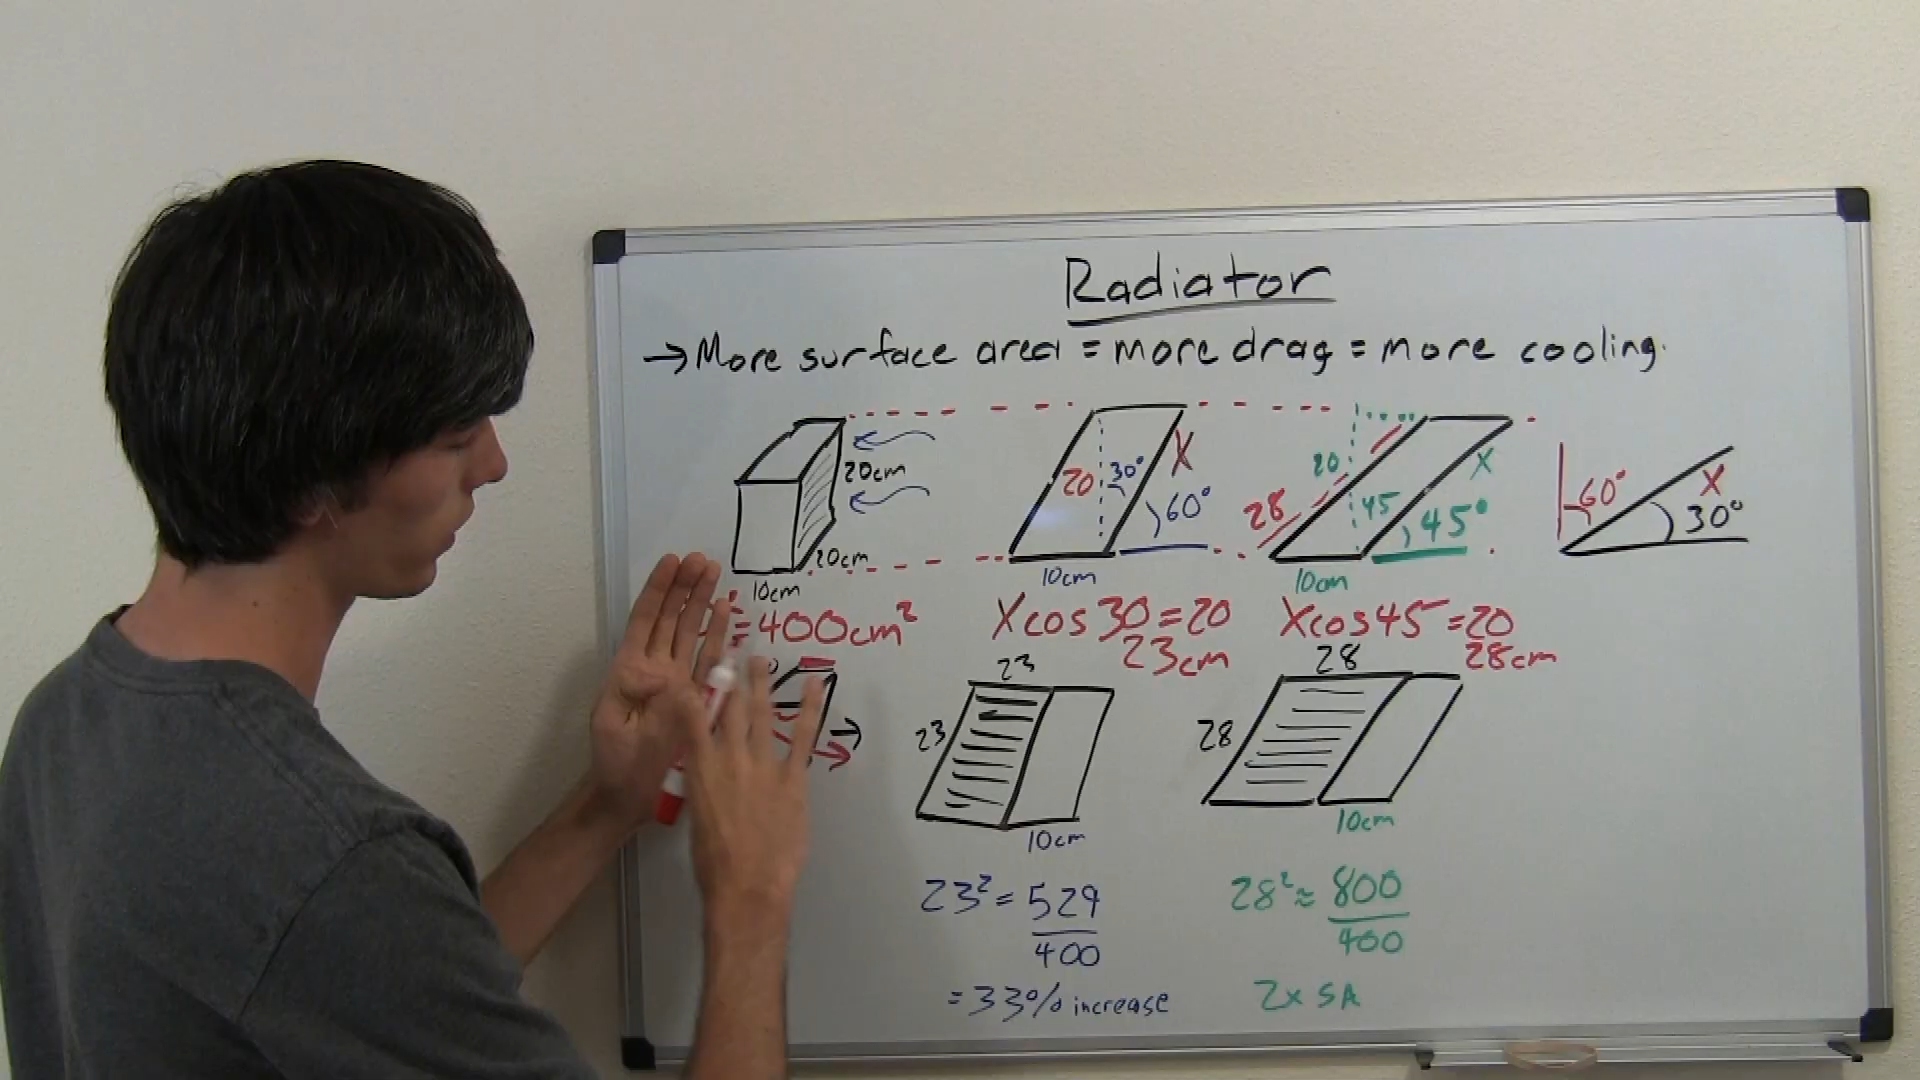 Radiator
→ More surface area = more drag = more cooling.
20cm
20cm
10cm
20
30°
X
60°
10cm
20
28
45
X
45°
10cm
60°
X
30°
=400cm²
Xcos30=20
23cm
Xcos45=20
28cm
23
23
10cm
28
28
10cm
23²=529
400
=33% increase
28²≈800
400
2x SA